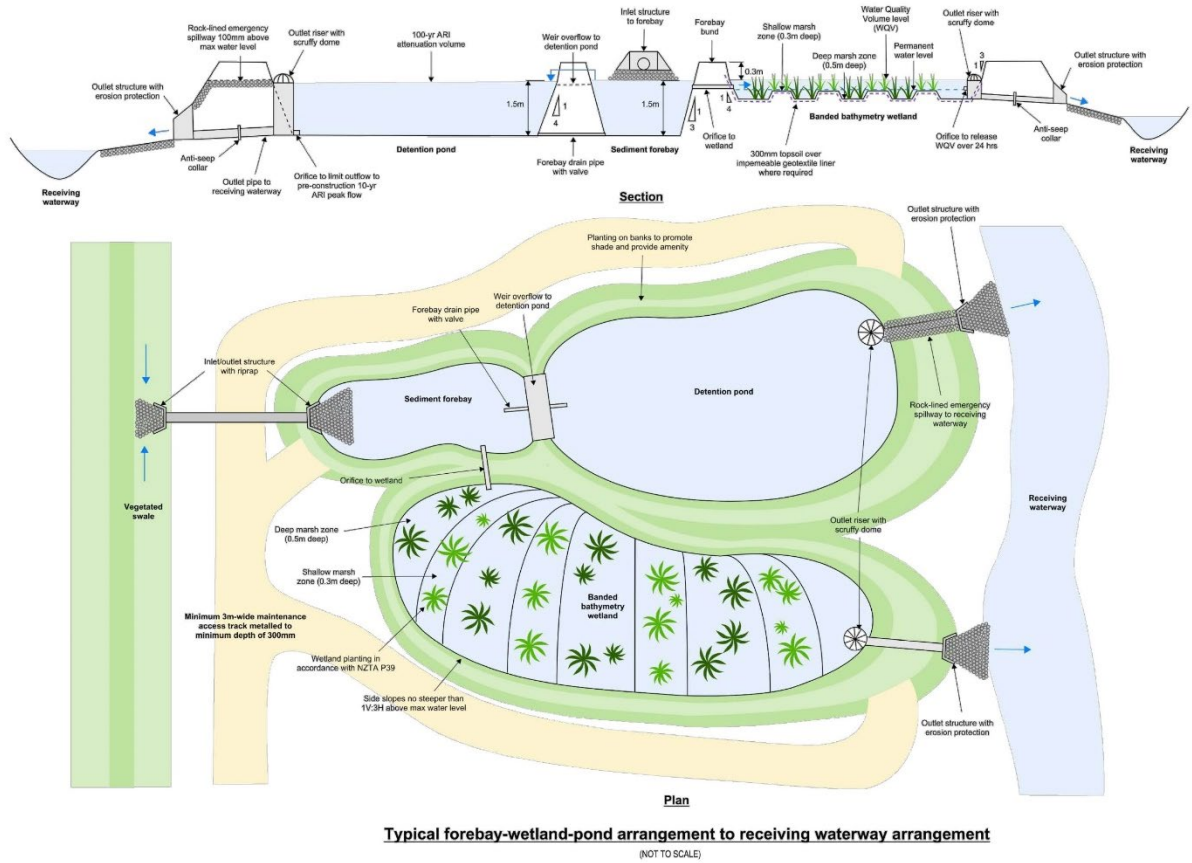 Rock-lined emergency
spillway 100mm above
max water level
Outlet riser with
scruffy dome
100-yr ARI
attenuation volume
Weir overflow to
detention pond
Inlet structure
to forebay
Forebay
bund
Shallow marsh
zone (0.3m deep)
Water Quality
Volume level
(WQV)
Deep marsh zone
(0.5m deep)
Permanent
water level
Outlet riser with
scruffy dome
Outlet structure with
erosion protection
Outlet structure with
erosion protection
1.5m
1
4
1.5m
1
3
0.3m
1
4
3
1
Receiving
waterway
Anti-seep
collar
Outlet pipe to
receiving waterway
Orifice to limit outflow to
pre-construction 10-yr
ARI peak flow
Detention pond
Forebay drain pipe
with valve
Sediment forebay
Orifice to
wetland
300mm topsoil over
impermeable geotextile liner
where required
Banded bathymetry wetland
Orifice to release
WQV over 24 hrs
Anti-seep
collar
Receiving
waterway
Section
Planting on banks to promote
shade and provide amenity
Outlet structure with
erosion protection
Weir overflow to
detention pond
Forebay drain pipe
with valve
Inlet/outlet structure
with riprap
Sediment forebay
Detention pond
Rock-lined emergency
spillway to receiving
waterway
Orifice to wetland
Vegetated
swale
Receiving
waterway
Deep marsh zone
(0.5m deep)
Outlet riser with
scruffy dome
Shallow marsh
zone (0.3m deep)
Banded
bathymetry
wetland
Minimum 3m-wide maintenance
access track metalled to
minimum depth of 300mm
Wetland planting in
accordance with NZTA P39
Side slopes no steeper than
1V:3H above max water level
Outlet structure with
erosion protection
Plan
Typical forebay-wetland-pond arrangement to receiving waterway arrangement
(NOT TO SCALE)